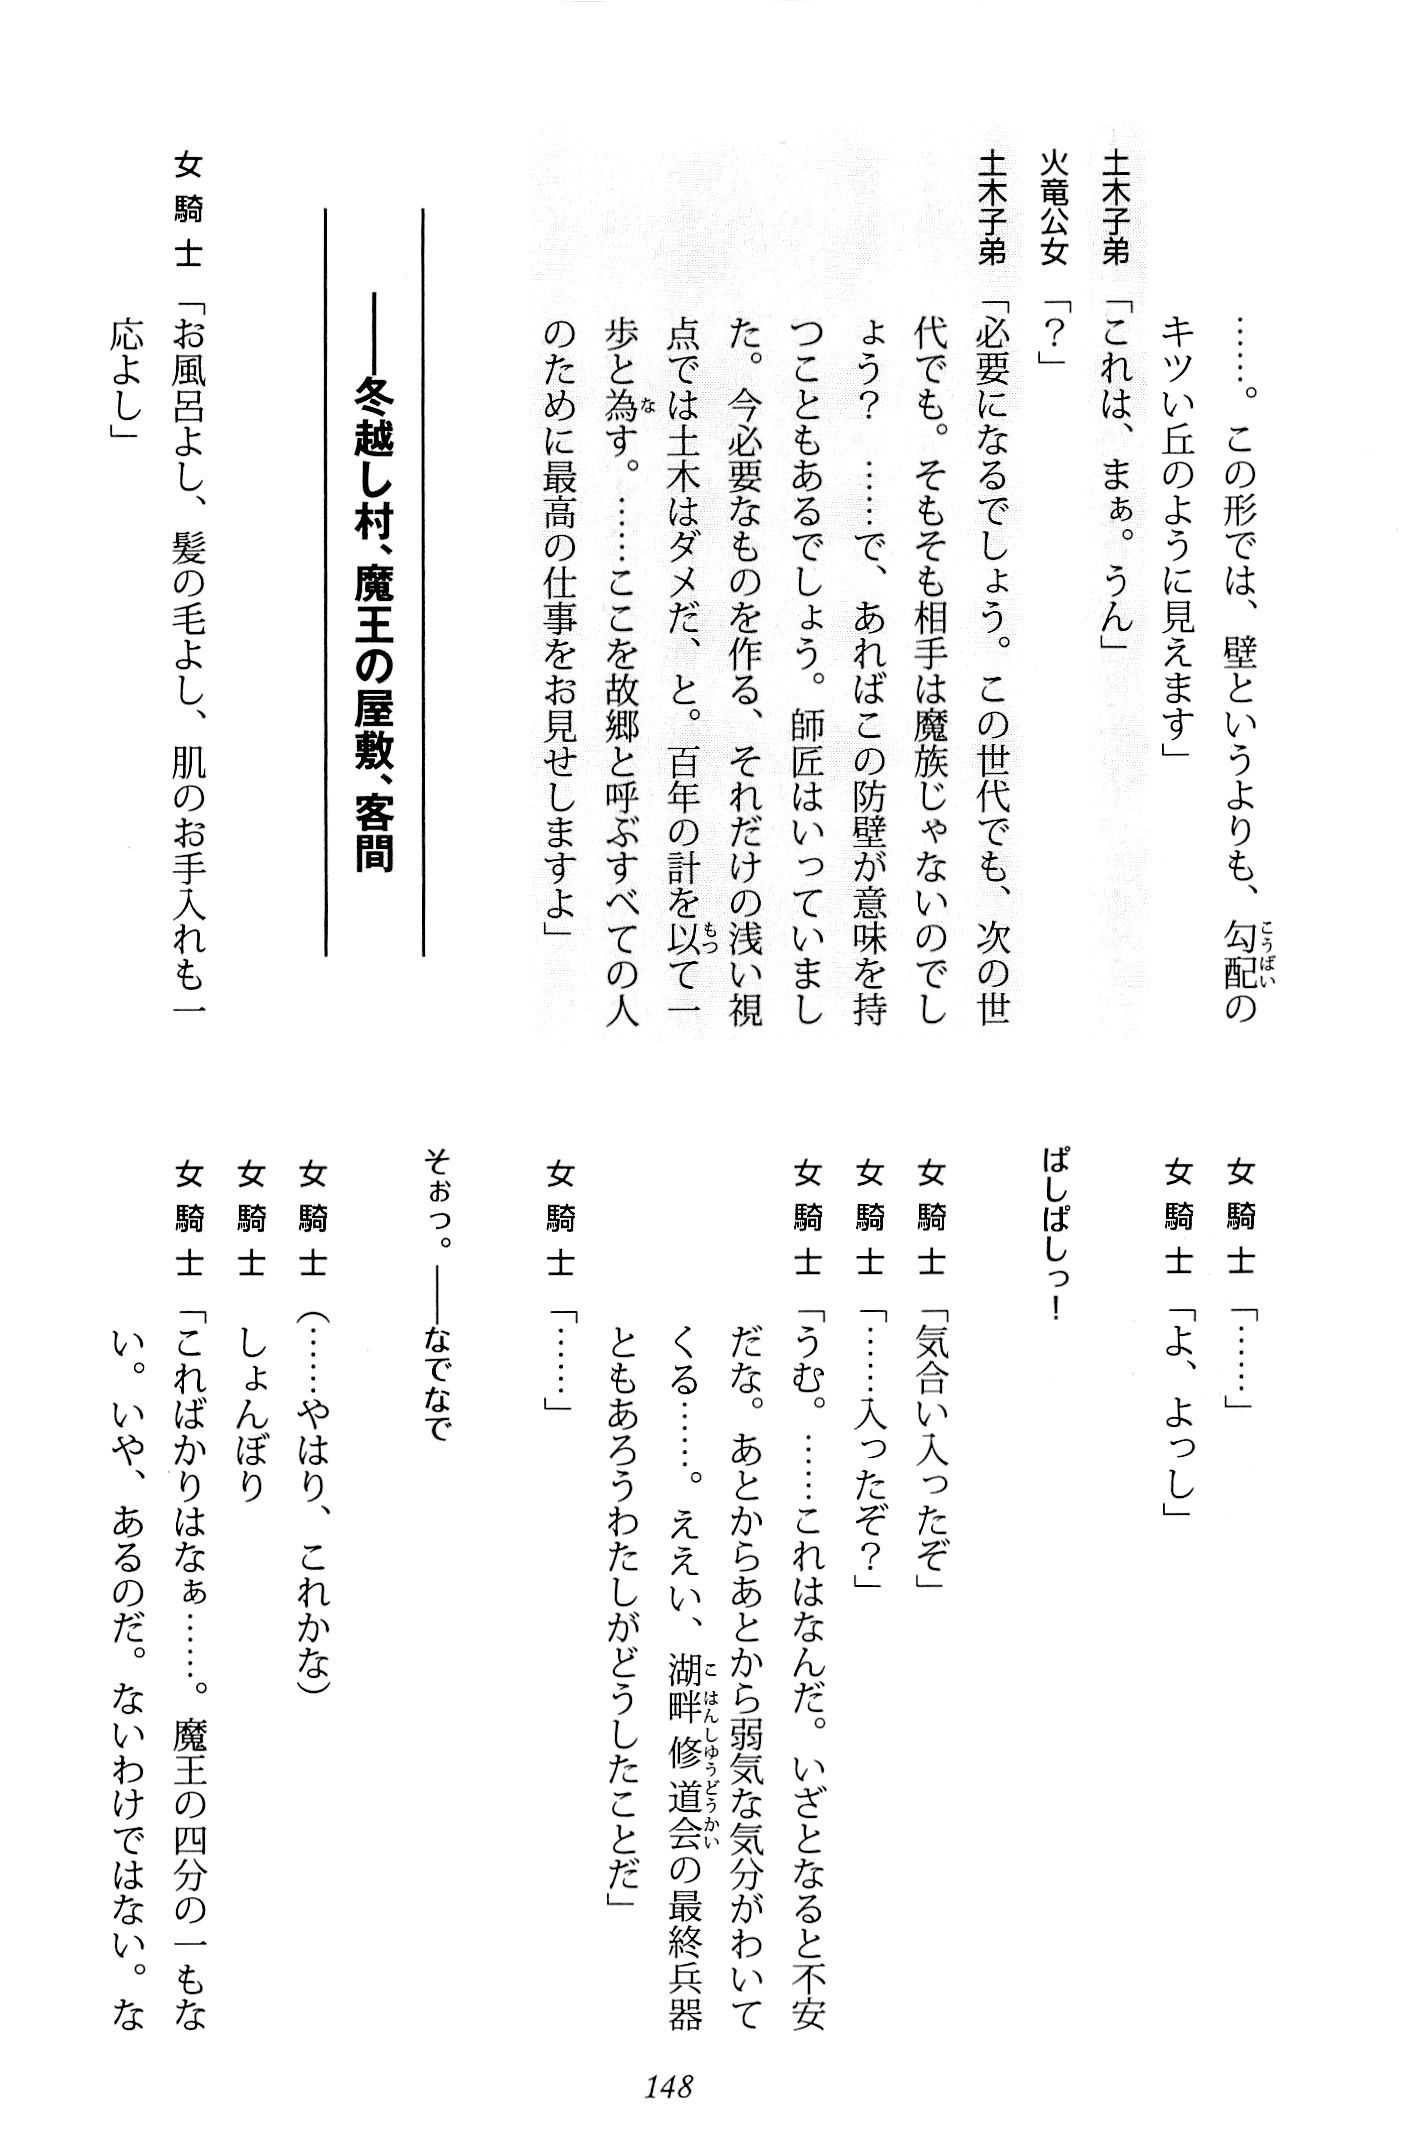 ……。この形では、壁というよりも、勾配の
キツい丘のように見えます」
土木子弟「これは、まぁ。うん」
火竜公女「？」
土木子弟「必要になるでしょう。この世代でも、次の世
代でも。そもそも相手は魔族じゃないのでし
ょう？　……で、あればこの防壁が意味を持
つこともあるでしょう。師匠はいっていまし
た。今必要なものを作る、それだけの浅い視
点では土木はダメだ、と。百年の計を以て一
歩と為す。……ここを故郷と呼ぶすべての人
のために最高の仕事をお見せしますよ」
――冬越し村、魔王の屋敷、客間
女騎士「お風呂よし、髪の毛よし、肌のお手入れも一
応よし」
女騎士「……」
女騎士「よ、よっし」
ぱしぱしっ！
女騎士「気合い入ったぞ」
女騎士「……入ったぞ？」
女騎士「うむ。……これはなんだ。いざとなると不安
だな。あとからあとから弱気な気分がわいて
くる……。ええい、湖畔修道会の最終兵器
ともあろうわたしがどうしたことだ」
女騎士「……」
そぉっ。――なでなで
女騎士（……やはり、これかな）
女騎士　しょんぼり
女騎士「こればかりはなぁ……。魔王の四分の一もな
い。いや、あるのだ。ないわけではない。な
148